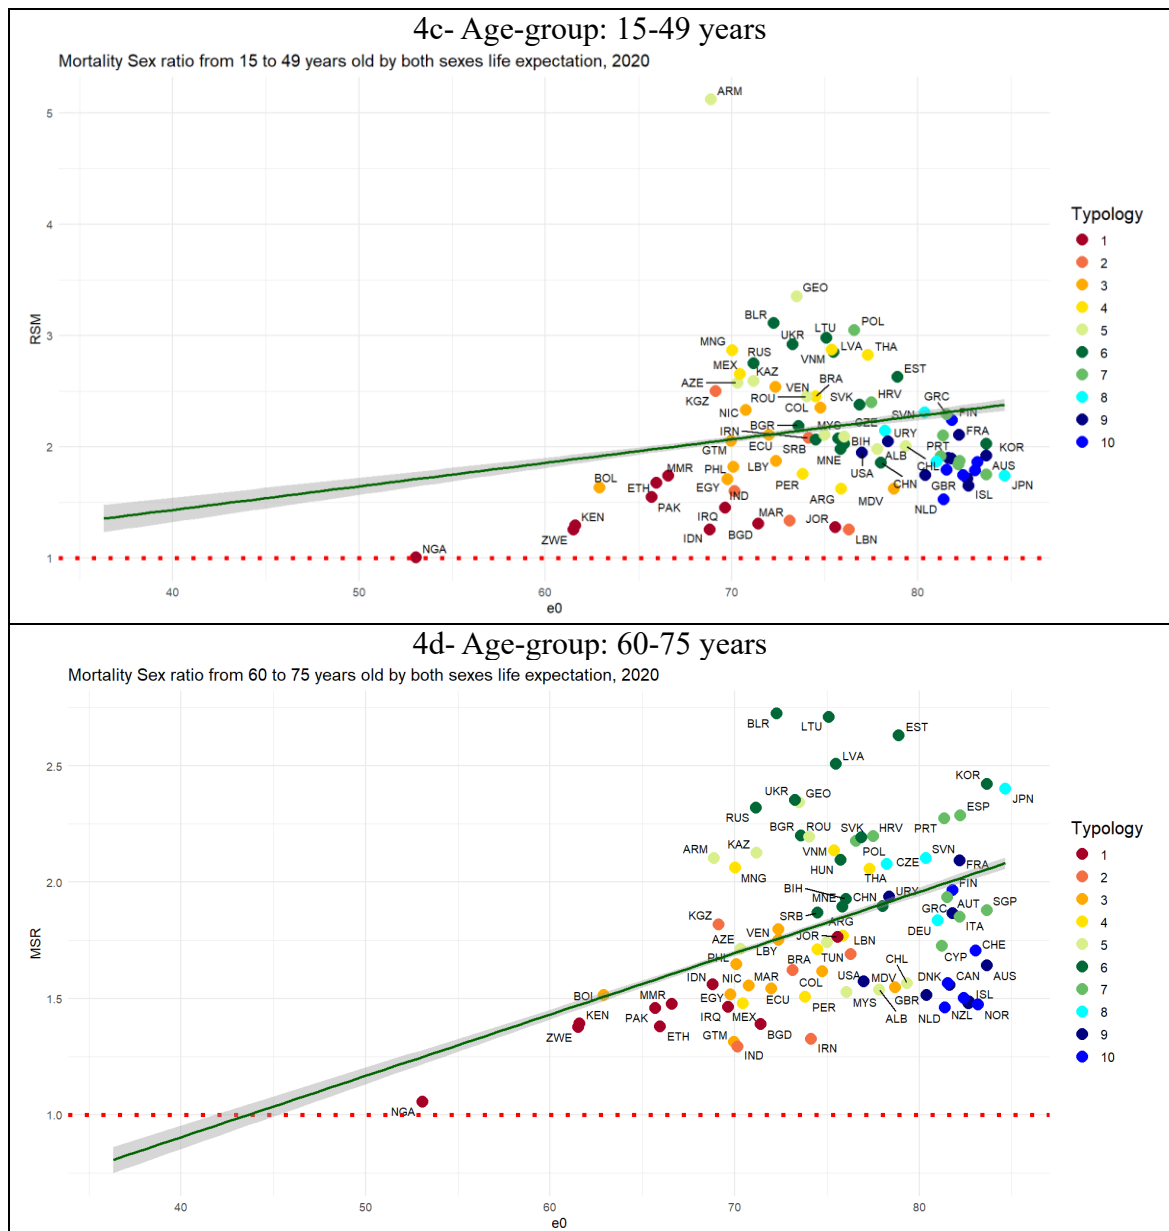 4c- Age-group: 15-49 years
Mortality Sex ratio from 15 to 49 years old by both sexes life expectation, 2020
RSM
5
4
3
2
1
ARM
GEO
BLR
UKR
LTU
POL
MNG
RUS
VNM
LVA
THA
MEX
KAZ
AZE
VEN
BRA
EST
KGZ
ROU
SVK
HRV
GRC
NIC
COL
SVN
FIN
BGR
MYS
CZE
IRN
URY
FRA
GTM
ECU
SRB
BIH
PRT
KOR
MNE
ALB
MMR
PHL
LBY
USA
CHL
AUS
BOL
ETH
EGY
IND
PER
CHN
GBR
JPN
PAK
ARG
MDV
ISL
KEN
IRQ
MAR
JOR
NLD
ZWE
IDN
BGD
LBN
NGA
40
50
60
70
80
e0
Typology
1
2
3
4
5
6
7
8
9
10
4d- Age-group: 60-75 years
Mortality Sex ratio from 60 to 75 years old by both sexes life expectation, 2020
MSR
2.5
2.0
1.5
1.0
BLR
LTU
EST
LVA
KOR
JPN
UKR
GEO
RUS
ESP
BGR
ROU
SVK
HRV
PRT
ARM
KAZ
VNM
POL
CZE
SVN
FRA
MNG
HUN
THA
BIH
MNE
CHN
URY
FIN
KGZ
SRB
GRC
AUT
SGP
VEN
ARG
DEU
ITA
AZE
JOR
LBN
LBY
CHE
PHL
TUN
CYP
IDN
NIC
MAR
BRA
USA
MDV
CHL
DNK
CAN
AUS
BOL
MMR
EGY
COL
ECU
GBR
ISL
KEN
PAK
IRQ
MEX
PER
MYS
ALB
NLD
NZL
NOR
ZWE
ETH
GTM
BGD
IND
IRN
NGA
40
50
60
70
80
e0
Typology
1
2
3
4
5
6
7
8
9
10